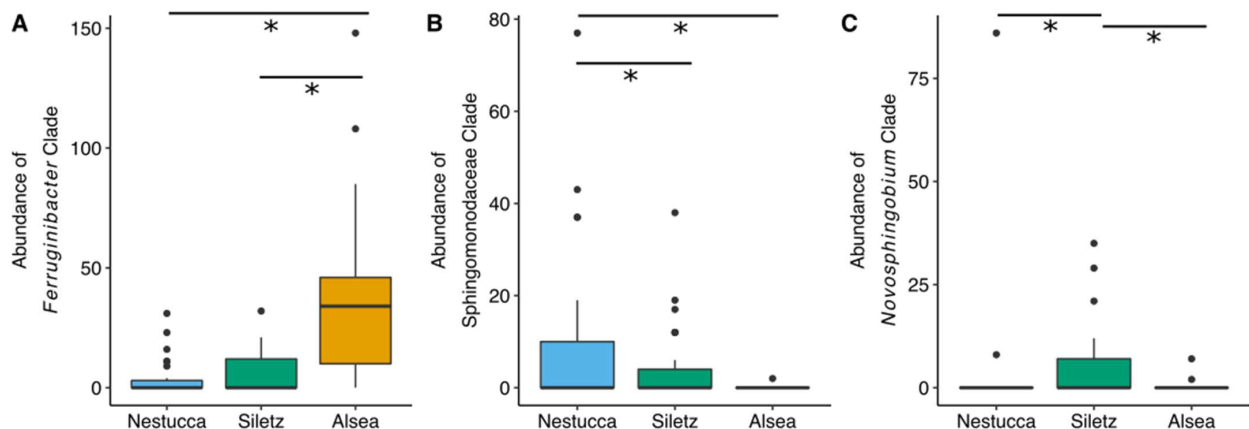 A
Abundance of
Ferruginibacter Clade
150
100
50
0
*
*
Nestucca
Siletz
Alsea
B
Abundance of
Sphingomonodaceae Clade
80
60
40
20
0
*
*
Nestucca
Siletz
Alsea
C
Abundance of
Novosphingobium Clade
75
50
25
0
*
*
Nestucca
Siletz
Alsea